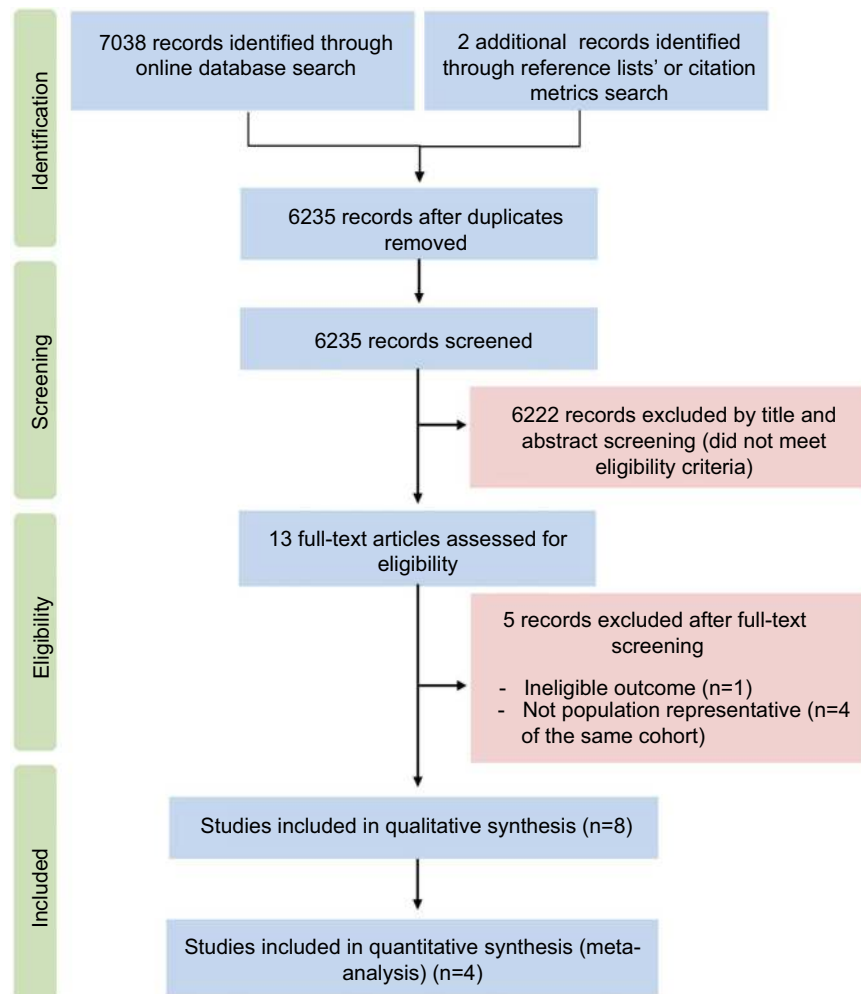 Identification
7038 records identified through
online database search
2 additional  records identified
through reference lists' or citation
metrics search
6235 records after duplicates
removed
Screening
6235 records screened
6222 records excluded by title and
abstract screening (did not meet
eligibility criteria)
Eligibility
13 full-text articles assessed for
eligibility
5 records excluded after full-text
screening
- Ineligible outcome (n=1)
- Not population representative (n=4
of the same cohort)
Included
Studies included in qualitative synthesis (n=8)
Studies included in quantitative synthesis (meta-
analysis) (n=4)